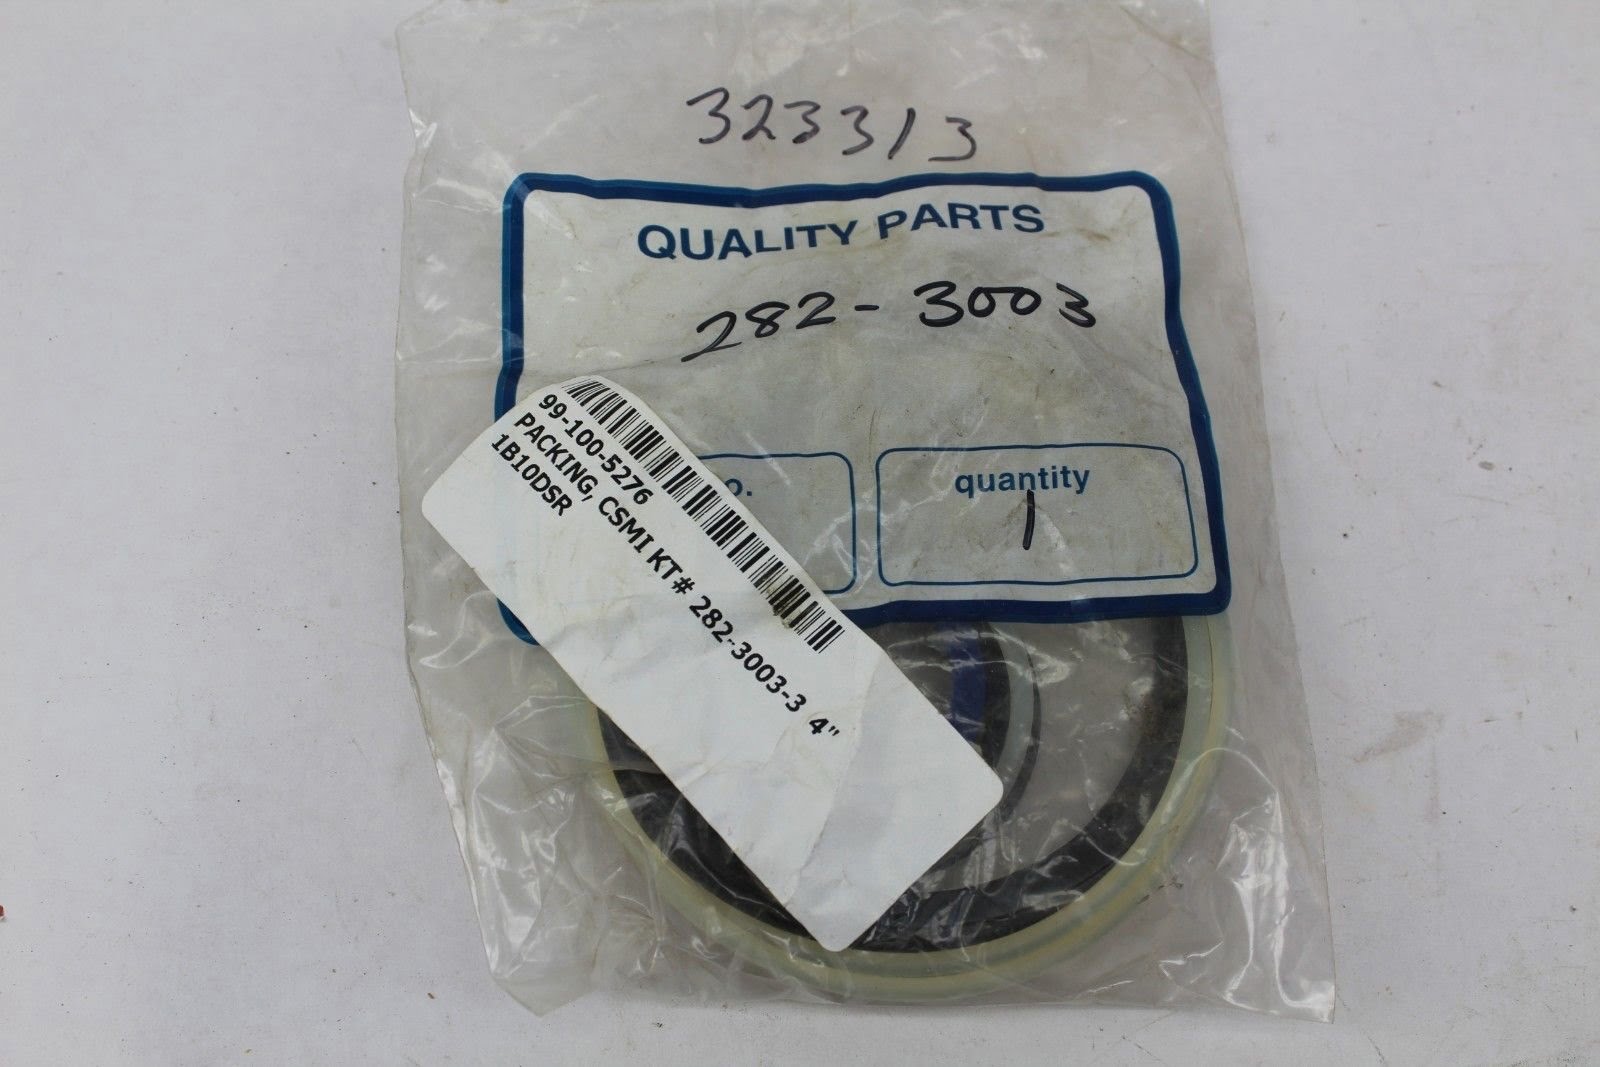 323313
QUALITY PARTS
282-3003
o.
quantity
1
99-100-5276
PACKING, CSMI KT# 282-3003-3 4"
1B10DSR